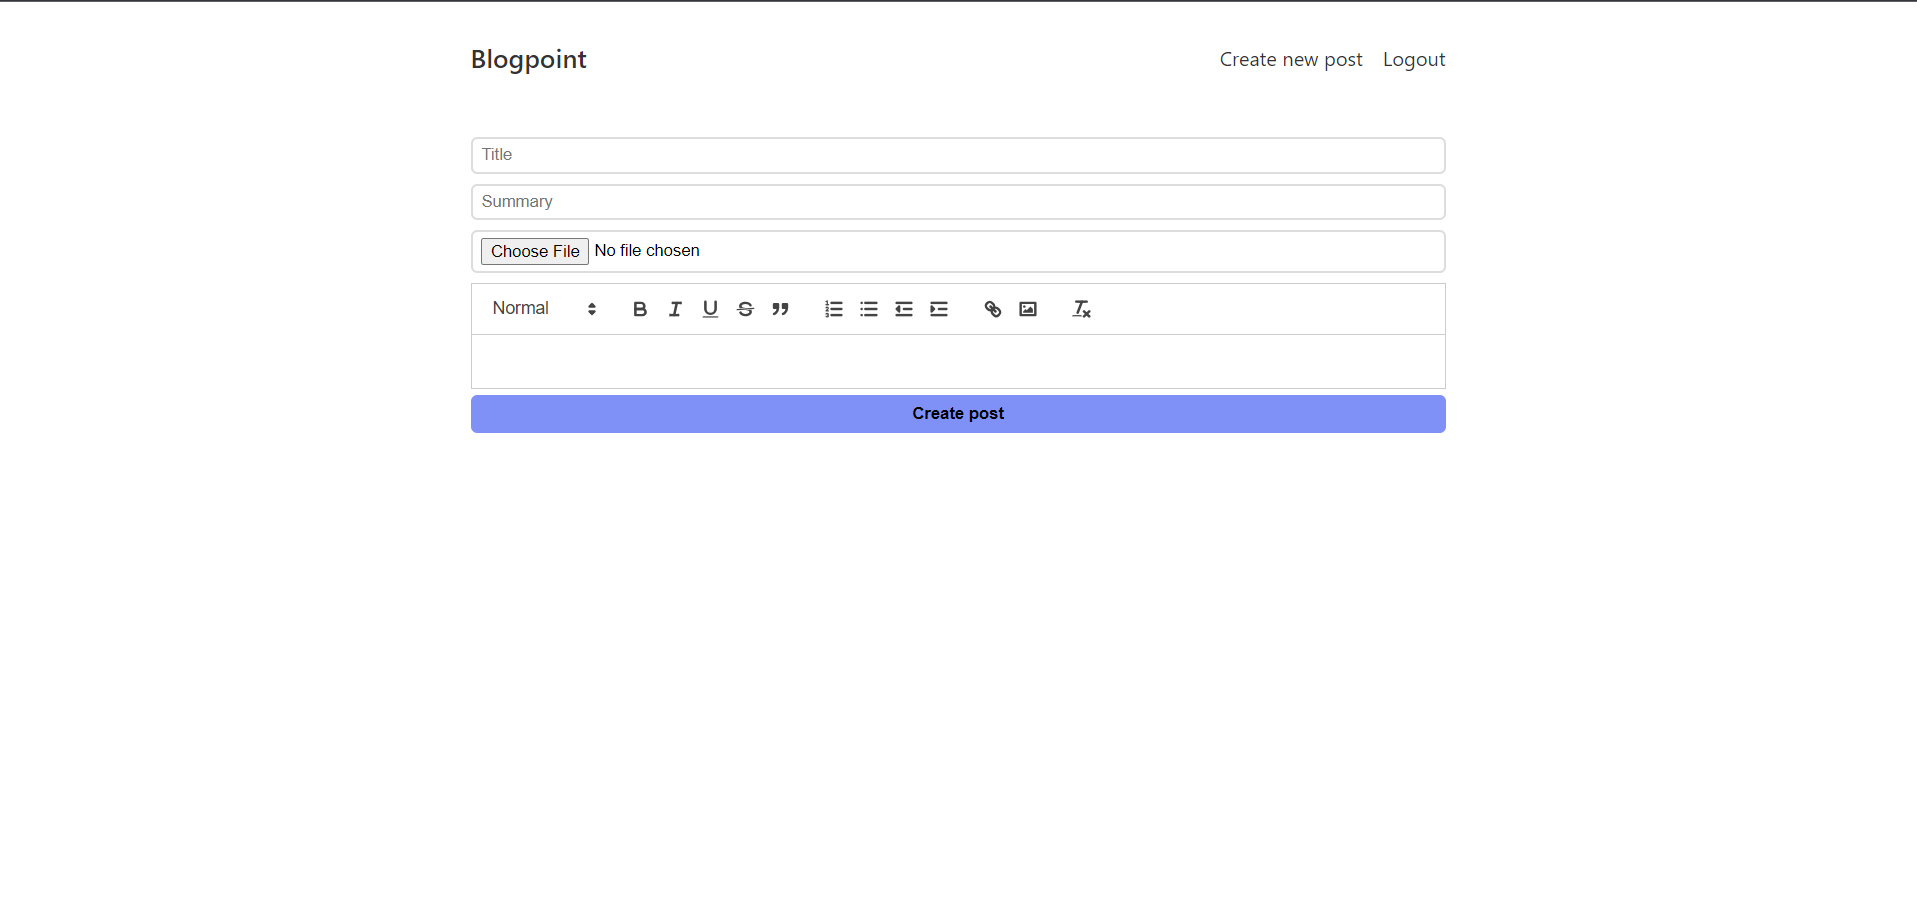 Blogpoint
Create new post Logout
Title
Summary
Choose File No file chosen
Normal
Create post